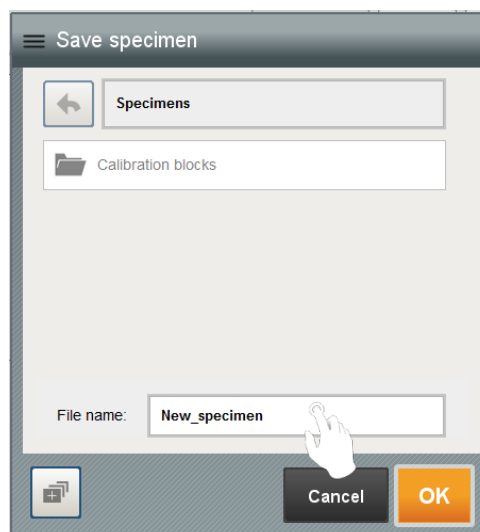 Save specimen
Specimens
Calibration blocks
File name: New_specimen
Cancel OK